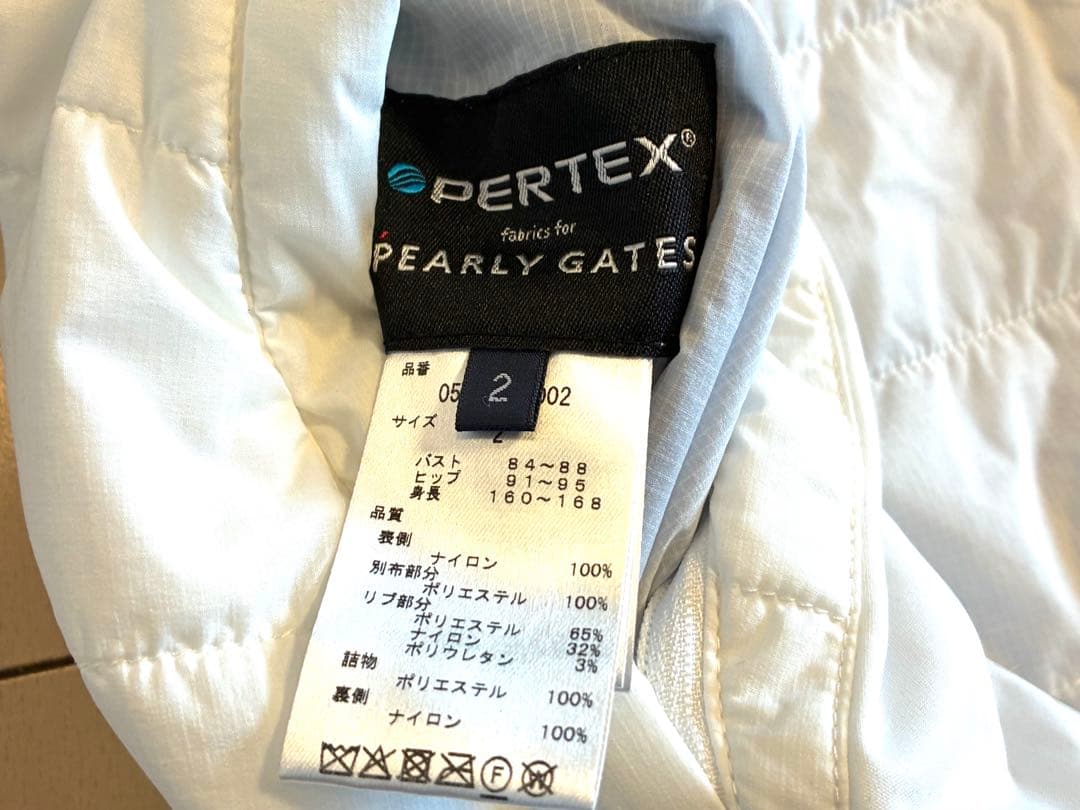 PERTEX®
fabrics for
PEARLY GATES
品番
2
05 002
サイズ
2
バスト 84～88
ヒップ 91～95
身長 160～168
品質
表側
ナイロン 100%
別布部分
ポリエステル 100%
リブ部分
ポリエステル 65%
ナイロン 32%
ポリウレタン 3%
詰物
ポリエステル 100%
裏側
ナイロン 100%
F
W